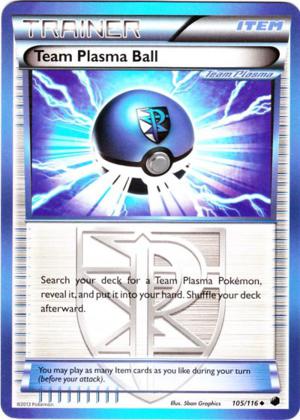 TRAINER ITEM
Team Plasma Ball
Team Plasma
Search your deck for a Team Plasma Pokémon,
reveal it, and put it into your hand. Shuffle your deck
afterward.
You may play as many Item cards as you like during your turn
(before your attack).
©2013 Pokémon Illus. 5ban Graphics 105/116 ◆